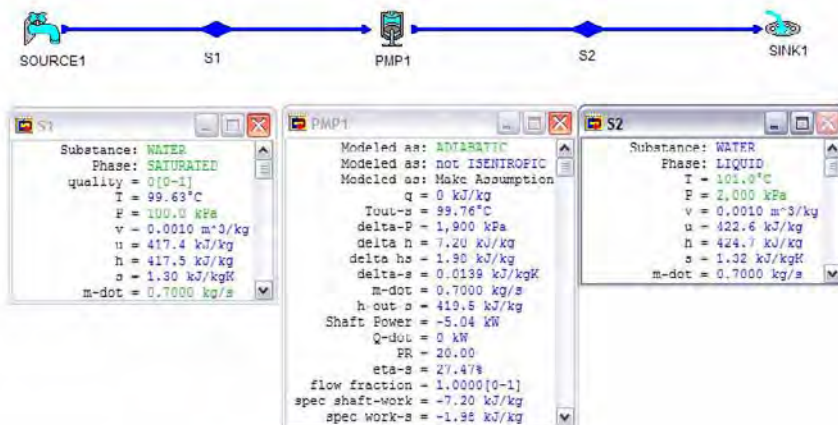 SOURCE1
S1
PMP1
S2
SINK1
S1
Substance: WATER
Phase: SATURATED
quality = 0[0-1]
T = 99.63°C
P = 100.0 kPa
v = 0.0010 m^3/kg
u = 417.4 kJ/kg
h = 417.5 kJ/kg
s = 1.30 kJ/kgK
m-dot = 0.7000 kg/s
PMP1
Modeled as: ADIABATIC
Modeled as: not ISENTROPIC
Modeled as: Make Assumption
q = 0 kJ/kg
Tout-s = 99.76°C
delta-P = 1,900 kPa
delta h = 7.20 kJ/kg
delta hs = 1.98 kJ/kg
delta-s = 0.0139 kJ/kgK
m-dot = 0.7000 kg/s
h out s = 419.5 kJ/kg
Shaft Power = -5.04 kW
Q-dot = 0 kW
PR = 20.00
eta-s = 27.47%
flow fraction = 1.0000[0-1]
spec shaft-work = -7.20 kJ/kg
spec work-s = -1.98 kJ/kg
S2
Substance: WATER
Phase: LIQUID
T = 101.0°C
P = 2,000 kPa
v = 0.0010 m^3/kg
u = 422.6 kJ/kg
h = 424.7 kJ/kg
s = 1.32 kJ/kgK
m-dot = 0.7000 kg/s